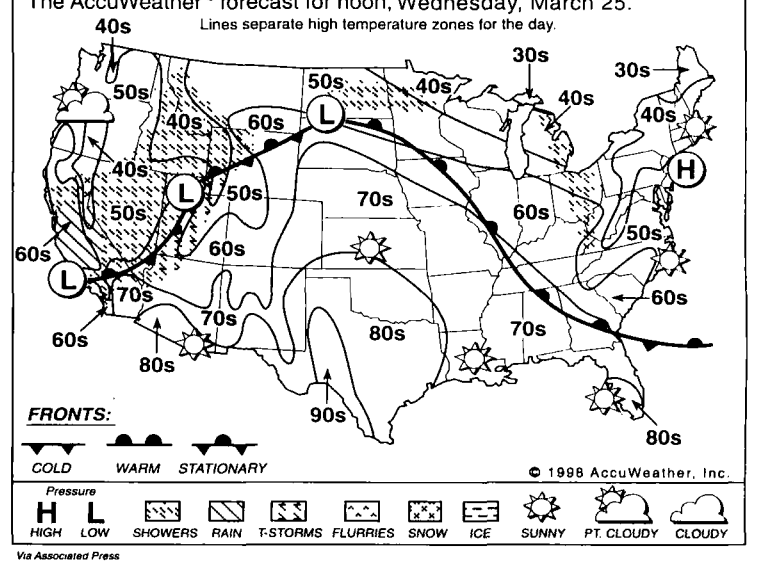 The AccuWeather® forecast for noon, Wednesday, March 25.
Lines separate high temperature zones for the day.
40s
30s
30s
50s
50s
40s
40s
40s
40s
60s
L
L
H
40s
50s
50s
70s
60s
50s
60s
60s
L
70s
60s
60s
70s
80s
70s
80s
90s
80s
FRONTS:
COLD WARM STATIONARY
© 1998 AccuWeather, Inc.
Pressure
H L
HIGH LOW SHOWERS RAIN T-STORMS FLURRIES SNOW ICE SUNNY PT. CLOUDY CLOUDY
Via Associated Press